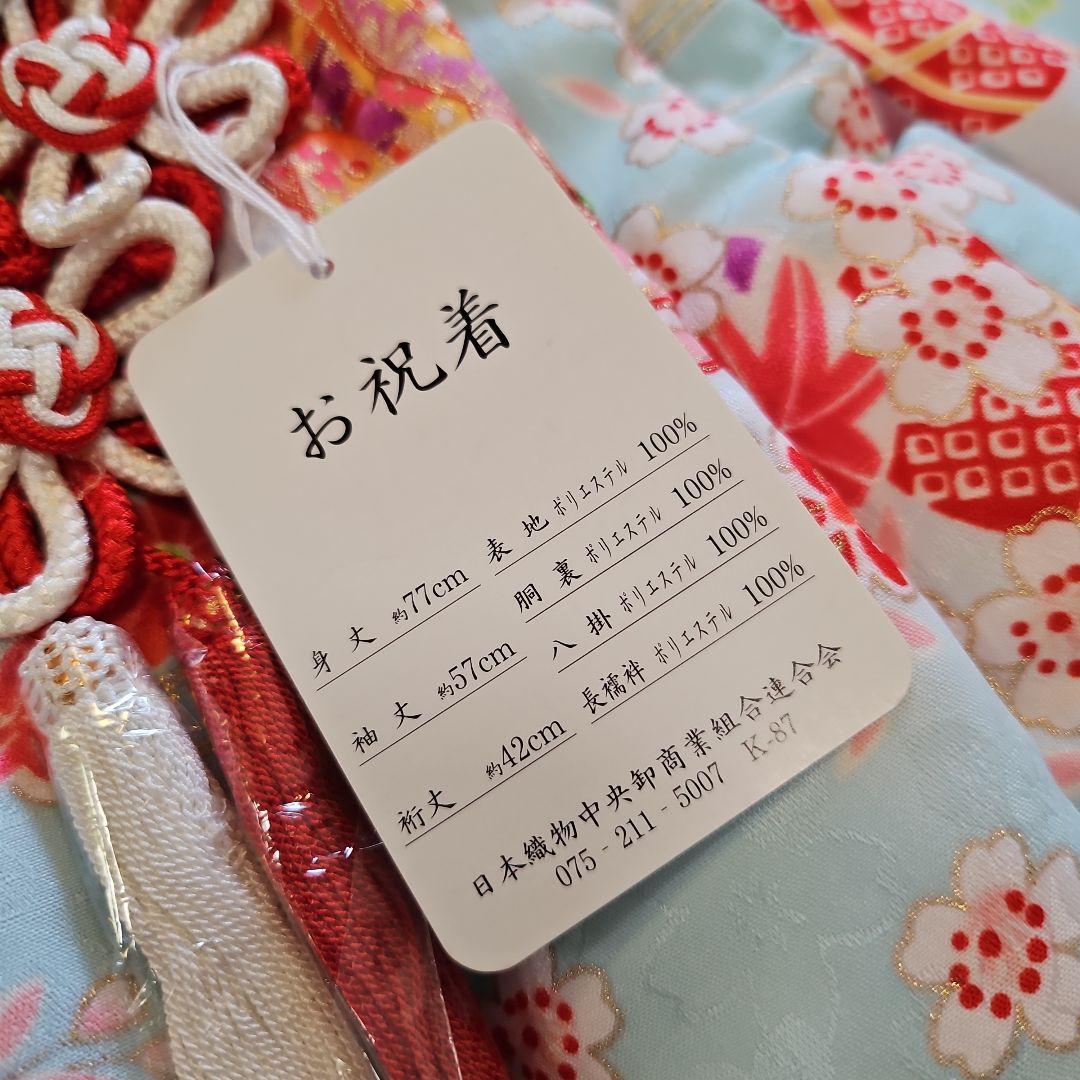 お祝着
身丈 約77cm
袖丈 約57cm
裄丈 約42cm
表地 ポリエステル 100%
胴裏 ポリエステル 100%
八掛 ポリエステル 100%
長襦袢 ポリエステル 100%
日本織物中央卸商業組合連合会
075-211-5007 K-87